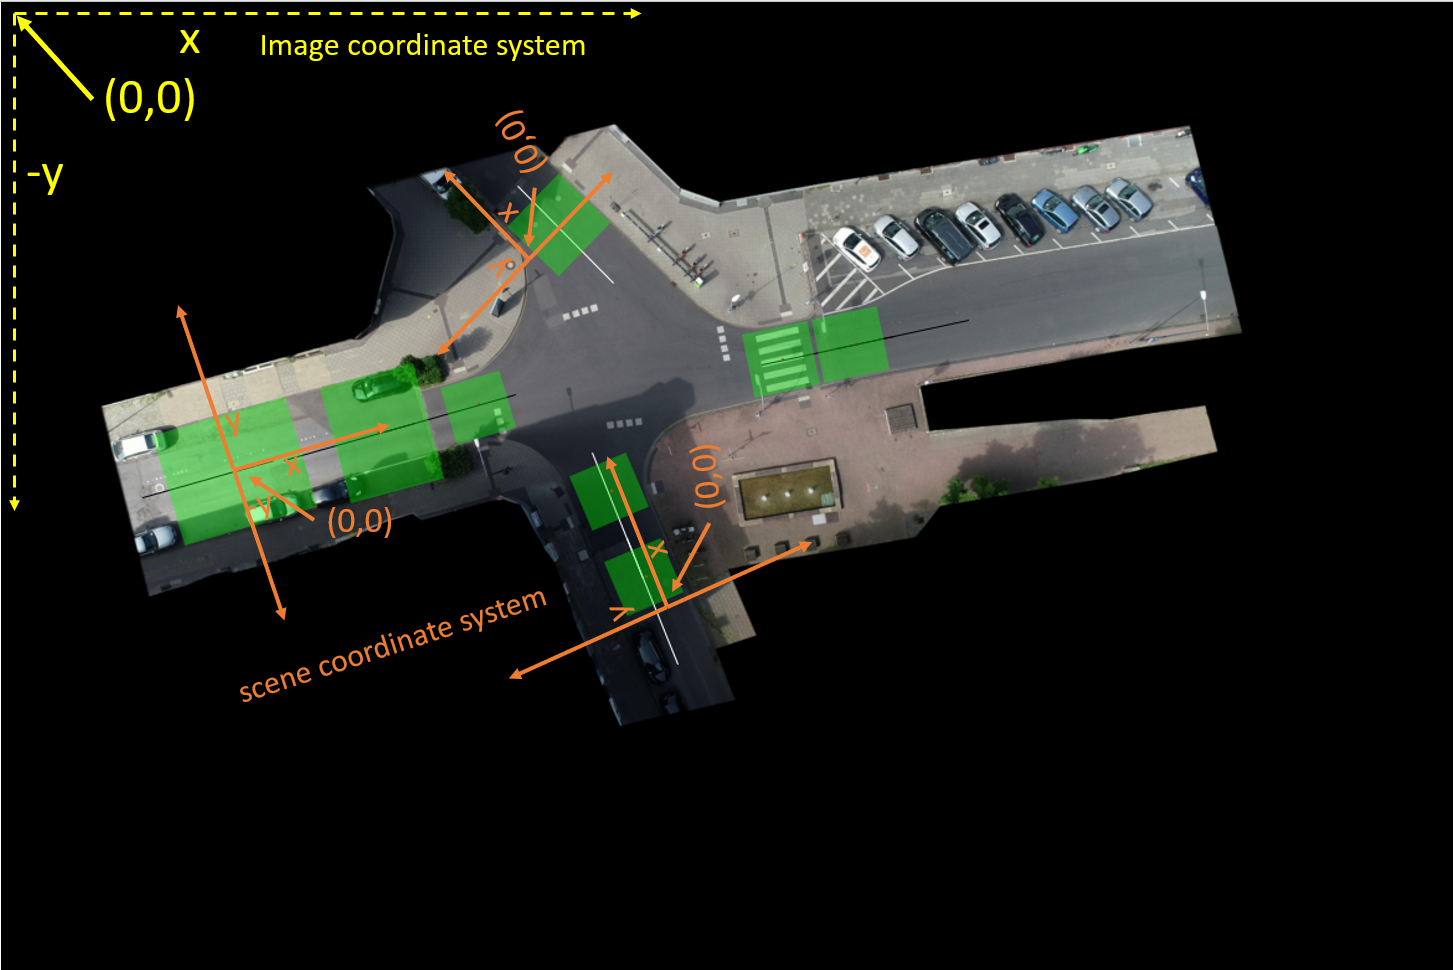 x
Image coordinate system
(0,0)
-y
(0,0)
x
y
y
x
-y
(0,0)
(0,0)
x
y
scene coordinate system